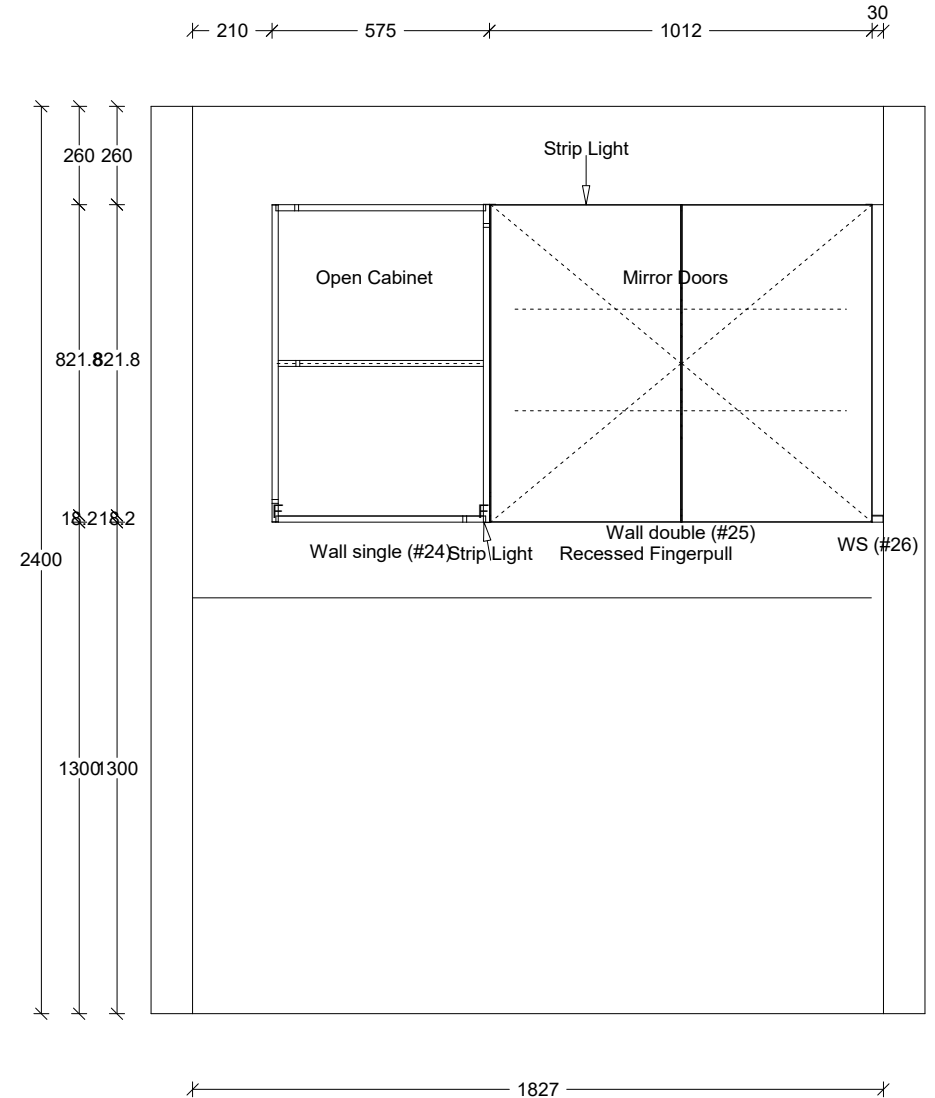 30
210
575
1012
260
260
Strip Light
Open Cabinet
Mirror Doors
821.8
821.8
18.2
18.2
Wall double (#25)
WS (#26)
Wall single (#24)
Strip Light
Recessed Fingerpull
2400
1300
1300
1827